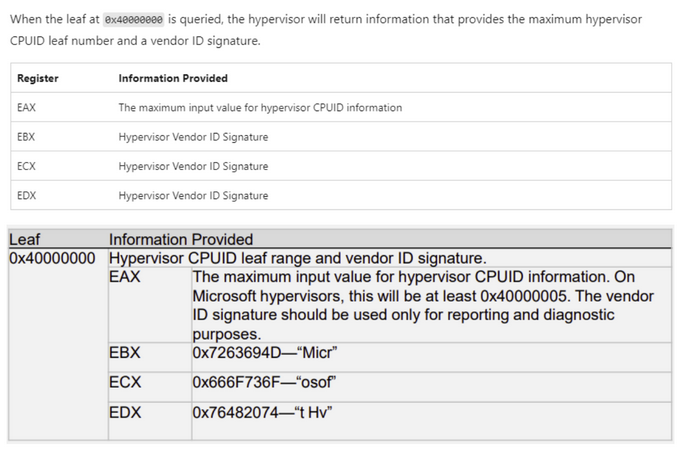 When the leaf at 0x40000000 is queried, the hypervisor will return information that provides the maximum hypervisor
CPUID leaf number and a vendor ID signature.
Register Information Provided
EAX The maximum input value for hypervisor CPUID information
EBX Hypervisor Vendor ID Signature
ECX Hypervisor Vendor ID Signature
EDX Hypervisor Vendor ID Signature
Leaf Information Provided
0x40000000 Hypervisor CPUID leaf range and vendor ID signature.
EAX The maximum input value for hypervisor CPUID information. On
Microsoft hypervisors, this will be at least 0x40000005. The vendor
ID signature should be used only for reporting and diagnostic
purposes.
EBX 0x7263694D—“Micr”
ECX 0x666F736F—“osof”
EDX 0x76482074—“t Hv”